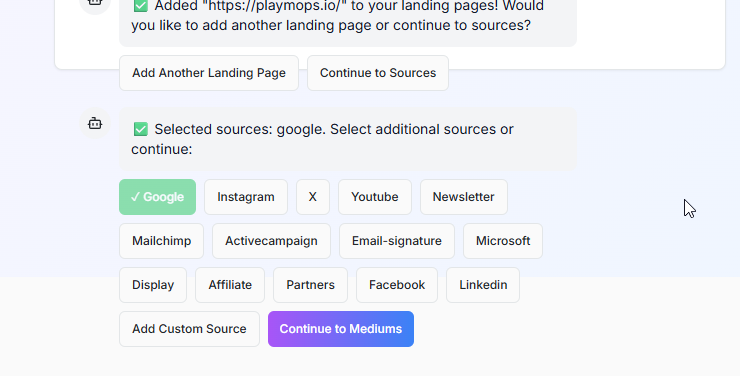 ✅ Added "https://playmops.io/" to your landing pages! Would
you like to add another landing page or continue to sources?
Add Another Landing Page Continue to Sources
✅ Selected sources: google. Select additional sources or
continue:
✓ Google Instagram X Youtube Newsletter
Mailchimp Activecampaign Email-signature Microsoft
Display Affiliate Partners Facebook Linkedin
Add Custom Source Continue to Mediums